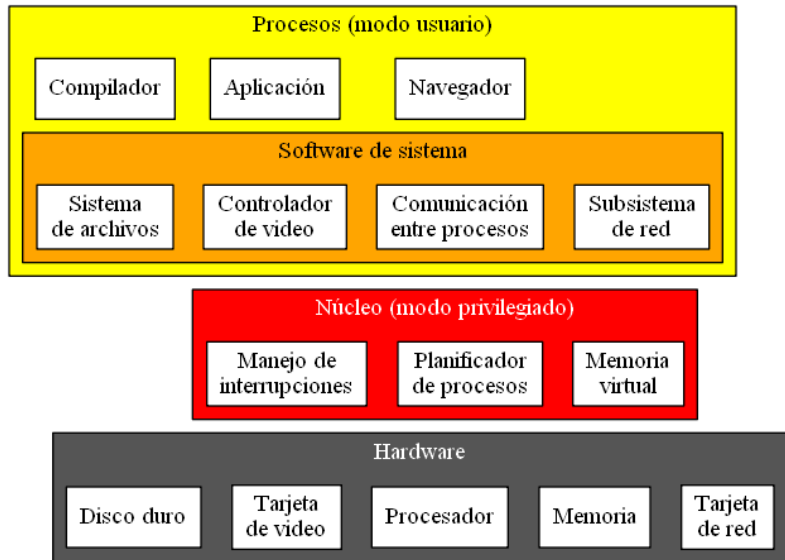 Procesos (modo usuario)
Compilador
Aplicación
Navegador
Software de sistema
Sistema
de archivos
Controlador
de video
Comunicación
entre procesos
Subsistema
de red
Núcleo (modo privilegiado)
Manejo de
interrupciones
Planificador
de procesos
Memoria
virtual
Hardware
Disco duro
Tarjeta
de video
Procesador
Memoria
Tarjeta
de red